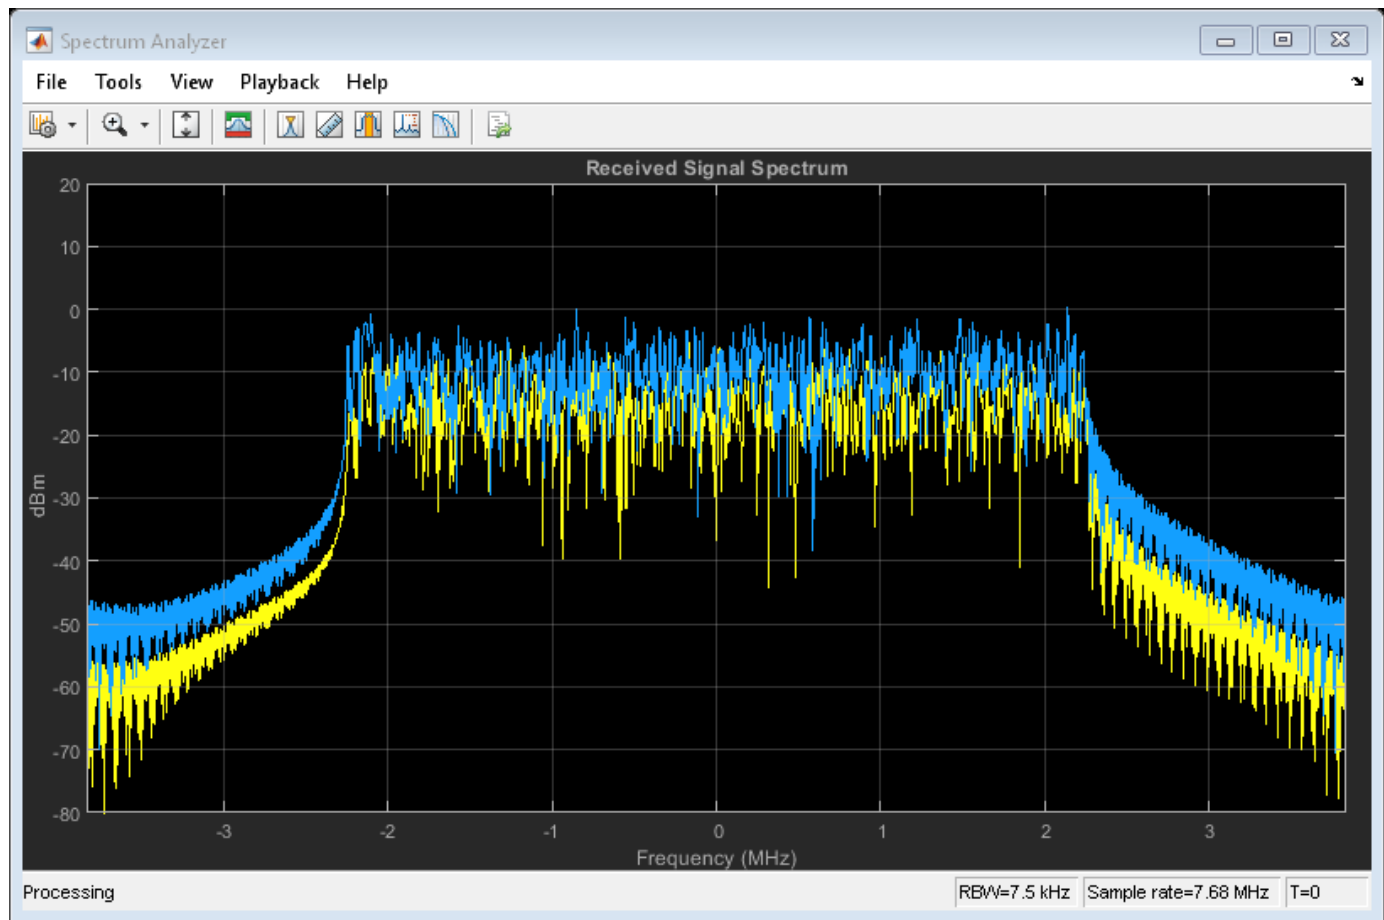 Spectrum Analyzer
File Tools View Playback Help
Received Signal Spectrum
20
10
0
-10
-20
-30
-40
-50
-60
-70
-80
dBm
-3 -2 -1 0 1 2 3
Frequency (MHz)
Processing RBW=7.5 kHz Sample rate=7.68 MHz T=0